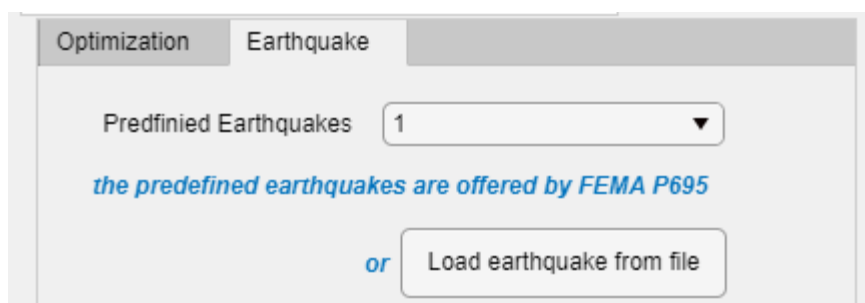 Optimization Earthquake
Predfinied Earthquakes 1
the predefined earthquakes are offered by FEMA P695
or Load earthquake from file